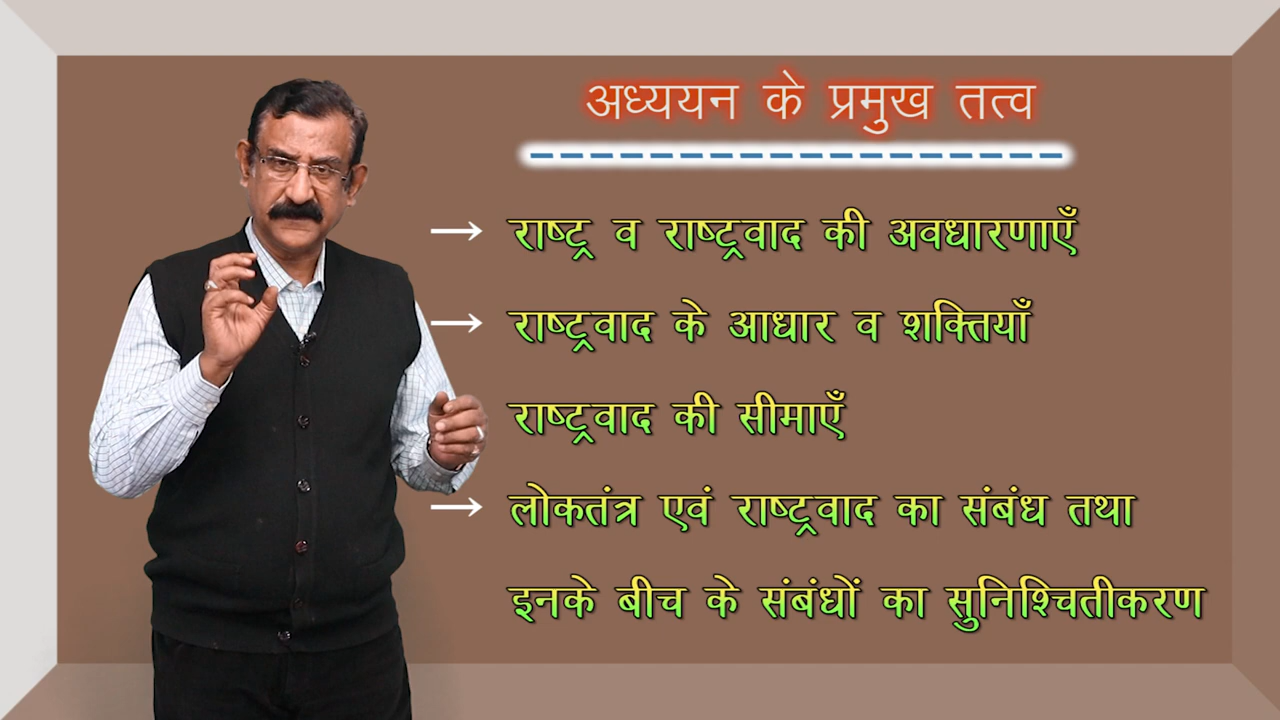 अध्ययन के प्रमुख तत्व
→ राष्ट्र व राष्ट्रवाद की अवधारणाएँ
→ राष्ट्रवाद के आधार व शक्तियाँ
राष्ट्रवाद की सीमाएँ
→ लोकतंत्र एवं राष्ट्रवाद का संबंध तथा
इनके बीच के संबंधों का सुनिश्चितीकरण